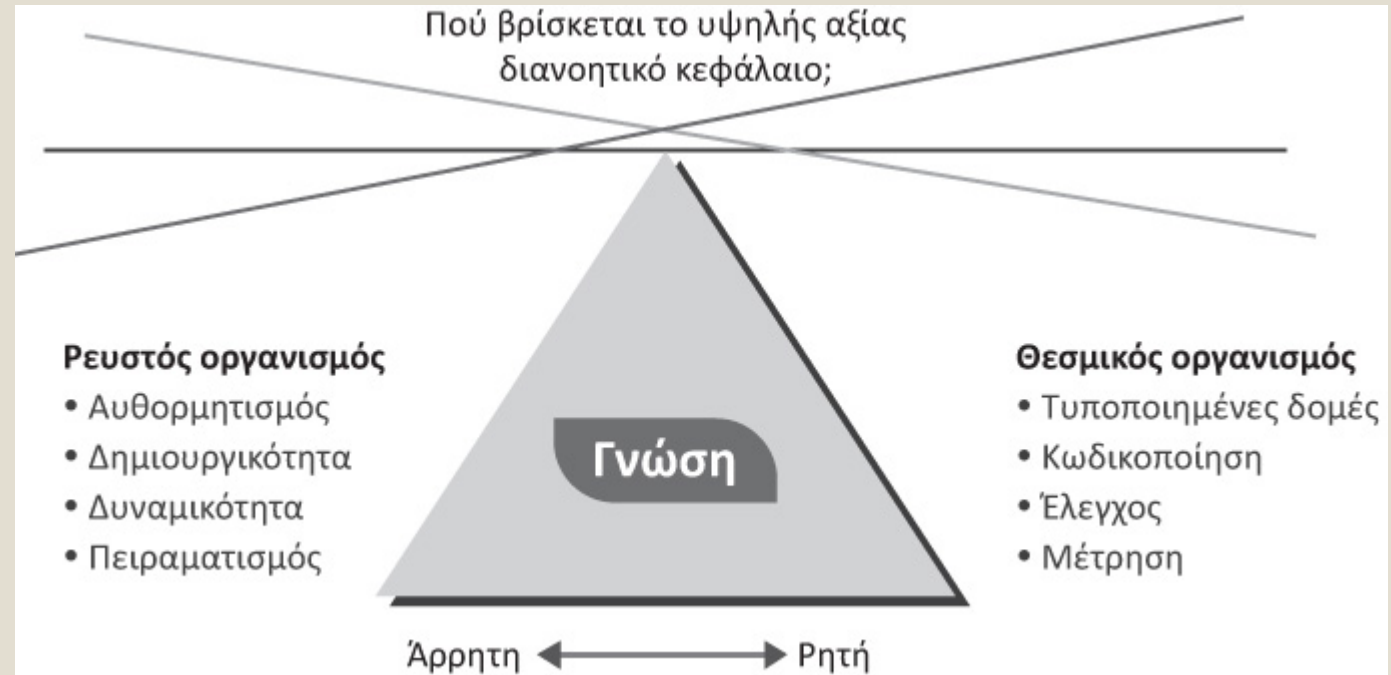 Πού βρίσκεται το υψηλής αξίας
διανοητικό κεφάλαιο;
Ρευστός οργανισμός
• Αυθορμητισμός
• Δημιουργικότητα
• Δυναμικότητα
• Πειραματισμός
Γνώση
Θεσμικός οργανισμός
• Τυποποιημένες δομές
• Κωδικοποίηση
• Έλεγχος
• Μέτρηση
Άρρητη
Ρητή